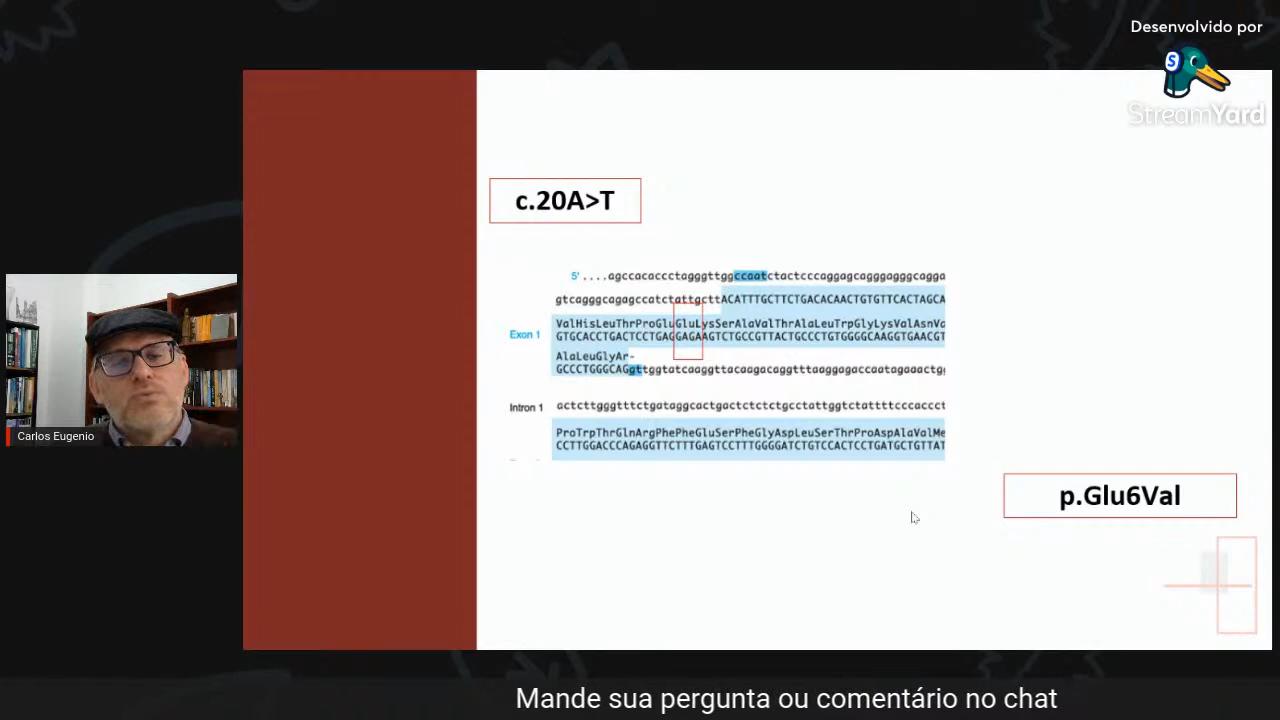 Desenvolvido por
StreamYard
c.20A>T
5'....agccacaccctagggttggccaatctactcccaggagcagggagggcagga
gtcagggcagagccatctattgcttACATTTGCTTCTGACACAACTGTGTTCACTAGCA
ValHisLeuThrProGluGluLysSerAlaValThrAlaLeuTrpGlyLysValAsnVa
Exon 1
GTGCACCTGACTCCTGAGGAGAAGTCTGCCGTTACTGCCCTGTGGGGCAAGGTGAACGT
AlaLeuGlyAr-
GCCCTGGGCAGgttggtatcaaggttacaagacaggtttaaggagaccaatagaaactgg
Intron 1
actcttgggtttctgataggcactgactctctctgcctattggtctattttcccaccct
ProTrpThrGlnArgPhePheGluSerPheGlyAspLeuSerThrProAspAlaValMe
CCTTGGACCCAGAGGTTCTTTGAGTCCTTTGGGGATCTGTCCACTCCTGATGCTGTTAT
p.Glu6Val
Carlos Eugenio
Mande sua pergunta ou comentário no chat